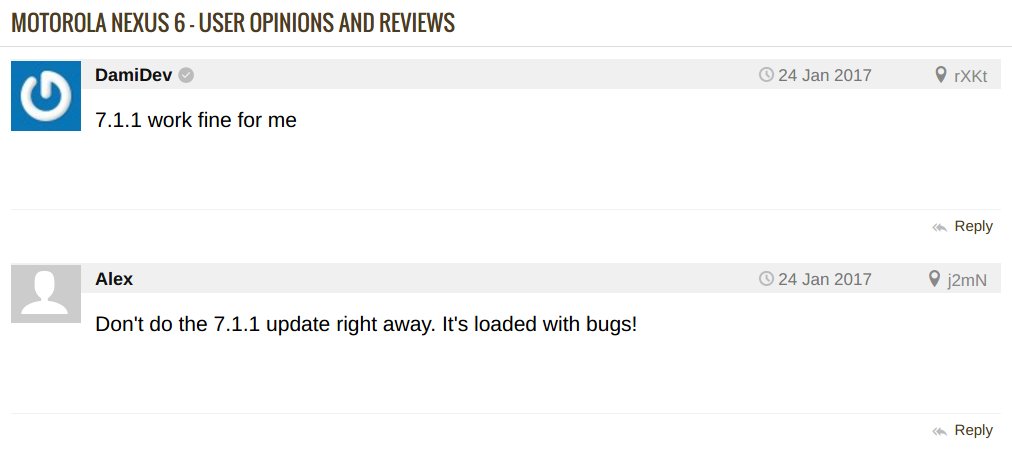 MOTOROLA NEXUS 6 - USER OPINIONS AND REVIEWS
DamiDev 24 Jan 2017 rXKt
7.1.1 work fine for me
Reply
Alex 24 Jan 2017 j2mN
Don't do the 7.1.1 update right away. It's loaded with bugs!
Reply